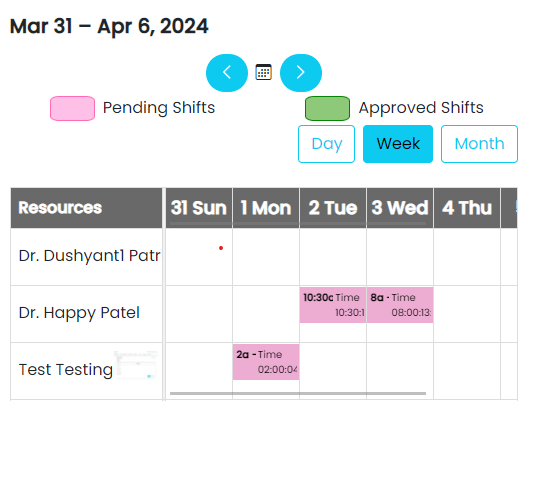 Mar 31 – Apr 6, 2024
Pending Shifts
Approved Shifts
Day Week Month
Resources 31 Sun 1 Mon 2 Tue 3 Wed 4 Thu
Dr. Dushyant1 Patr
Dr. Happy Patel
10:30c Time
10:30:1
8a - Time
08:00:13:
Test Testing
2a - Time
02:00:04